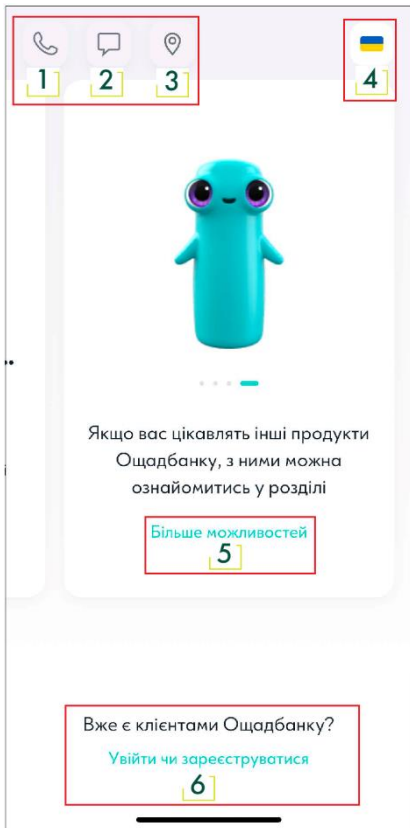 1 2 3 4
..
і
Якщо вас цікавлять інші продукти
Ощадбанку, з ними можна
ознайомитись у розділі
Більше можливостей
5
Вже є клієнтами Ощадбанку?
Увійти чи зареєструватися
6